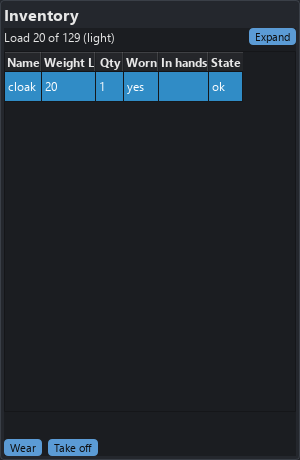 Inventory
Load 20 of 129 (light)
Expand
Name Weight L Qty Worn In hands State
cloak 20 1 yes ok
Wear Take off